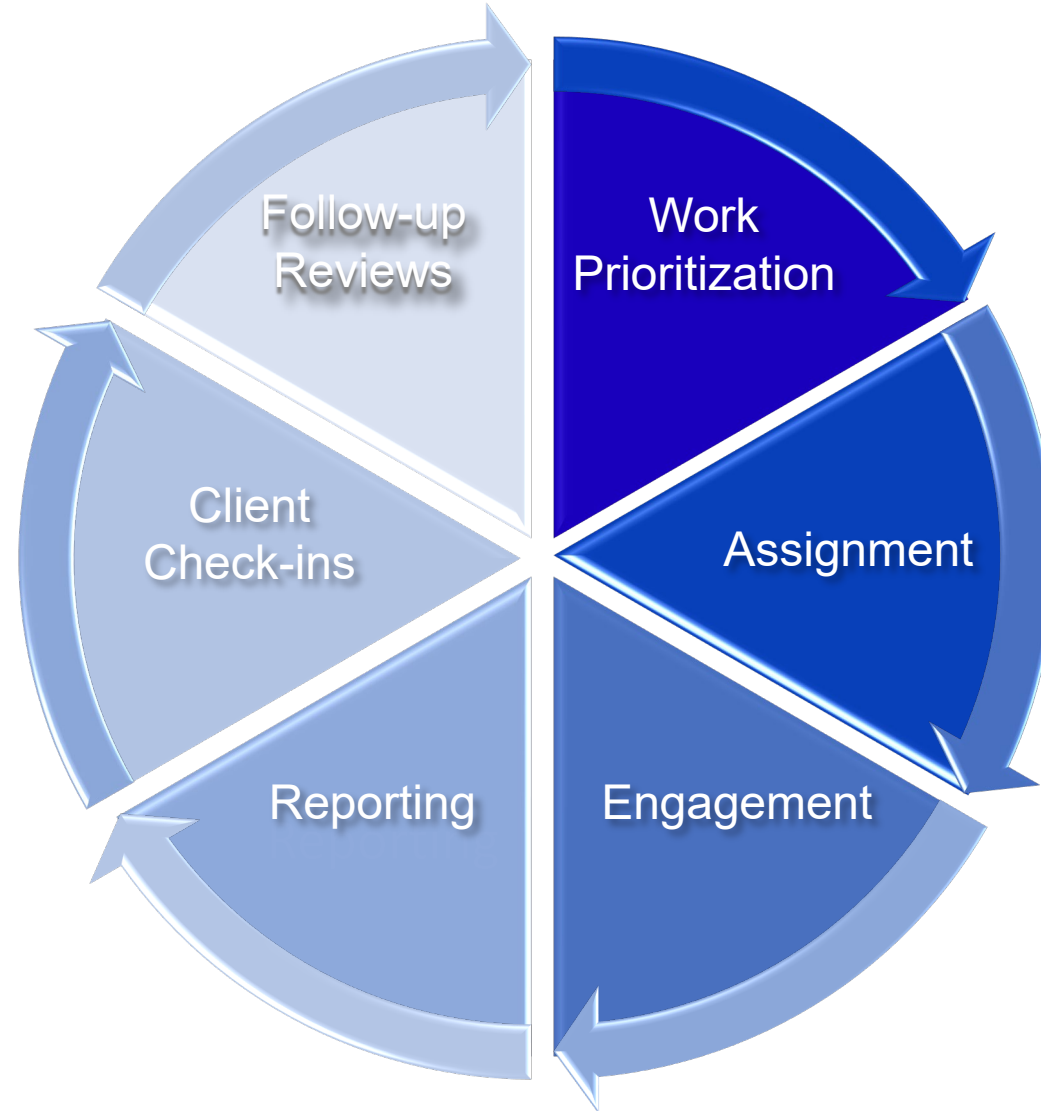 Work
Prioritization
Assignment
Engagement
Reporting
Client
Check-ins
Follow-up
Reviews